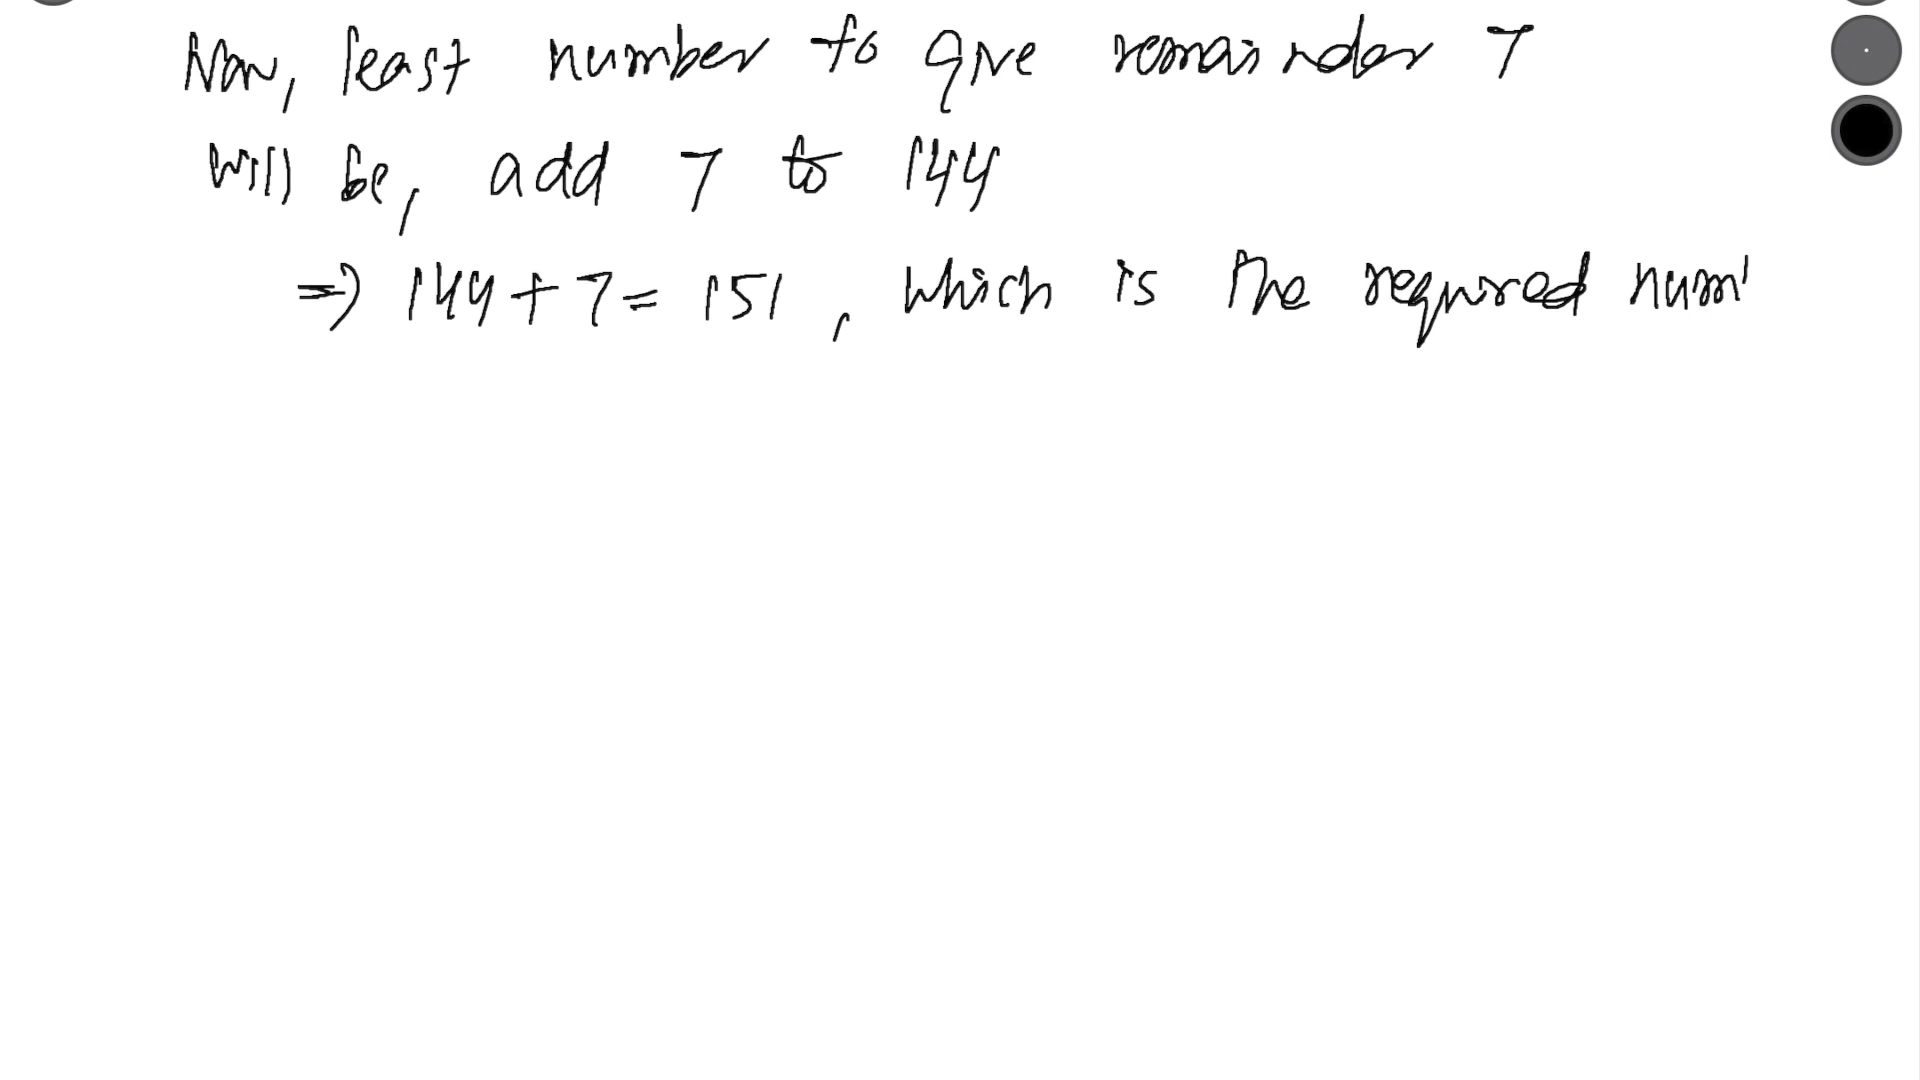 Now, least number to give remainder 7
will be, add 7 to 144
=> 144 + 7 = 151, which is the required num